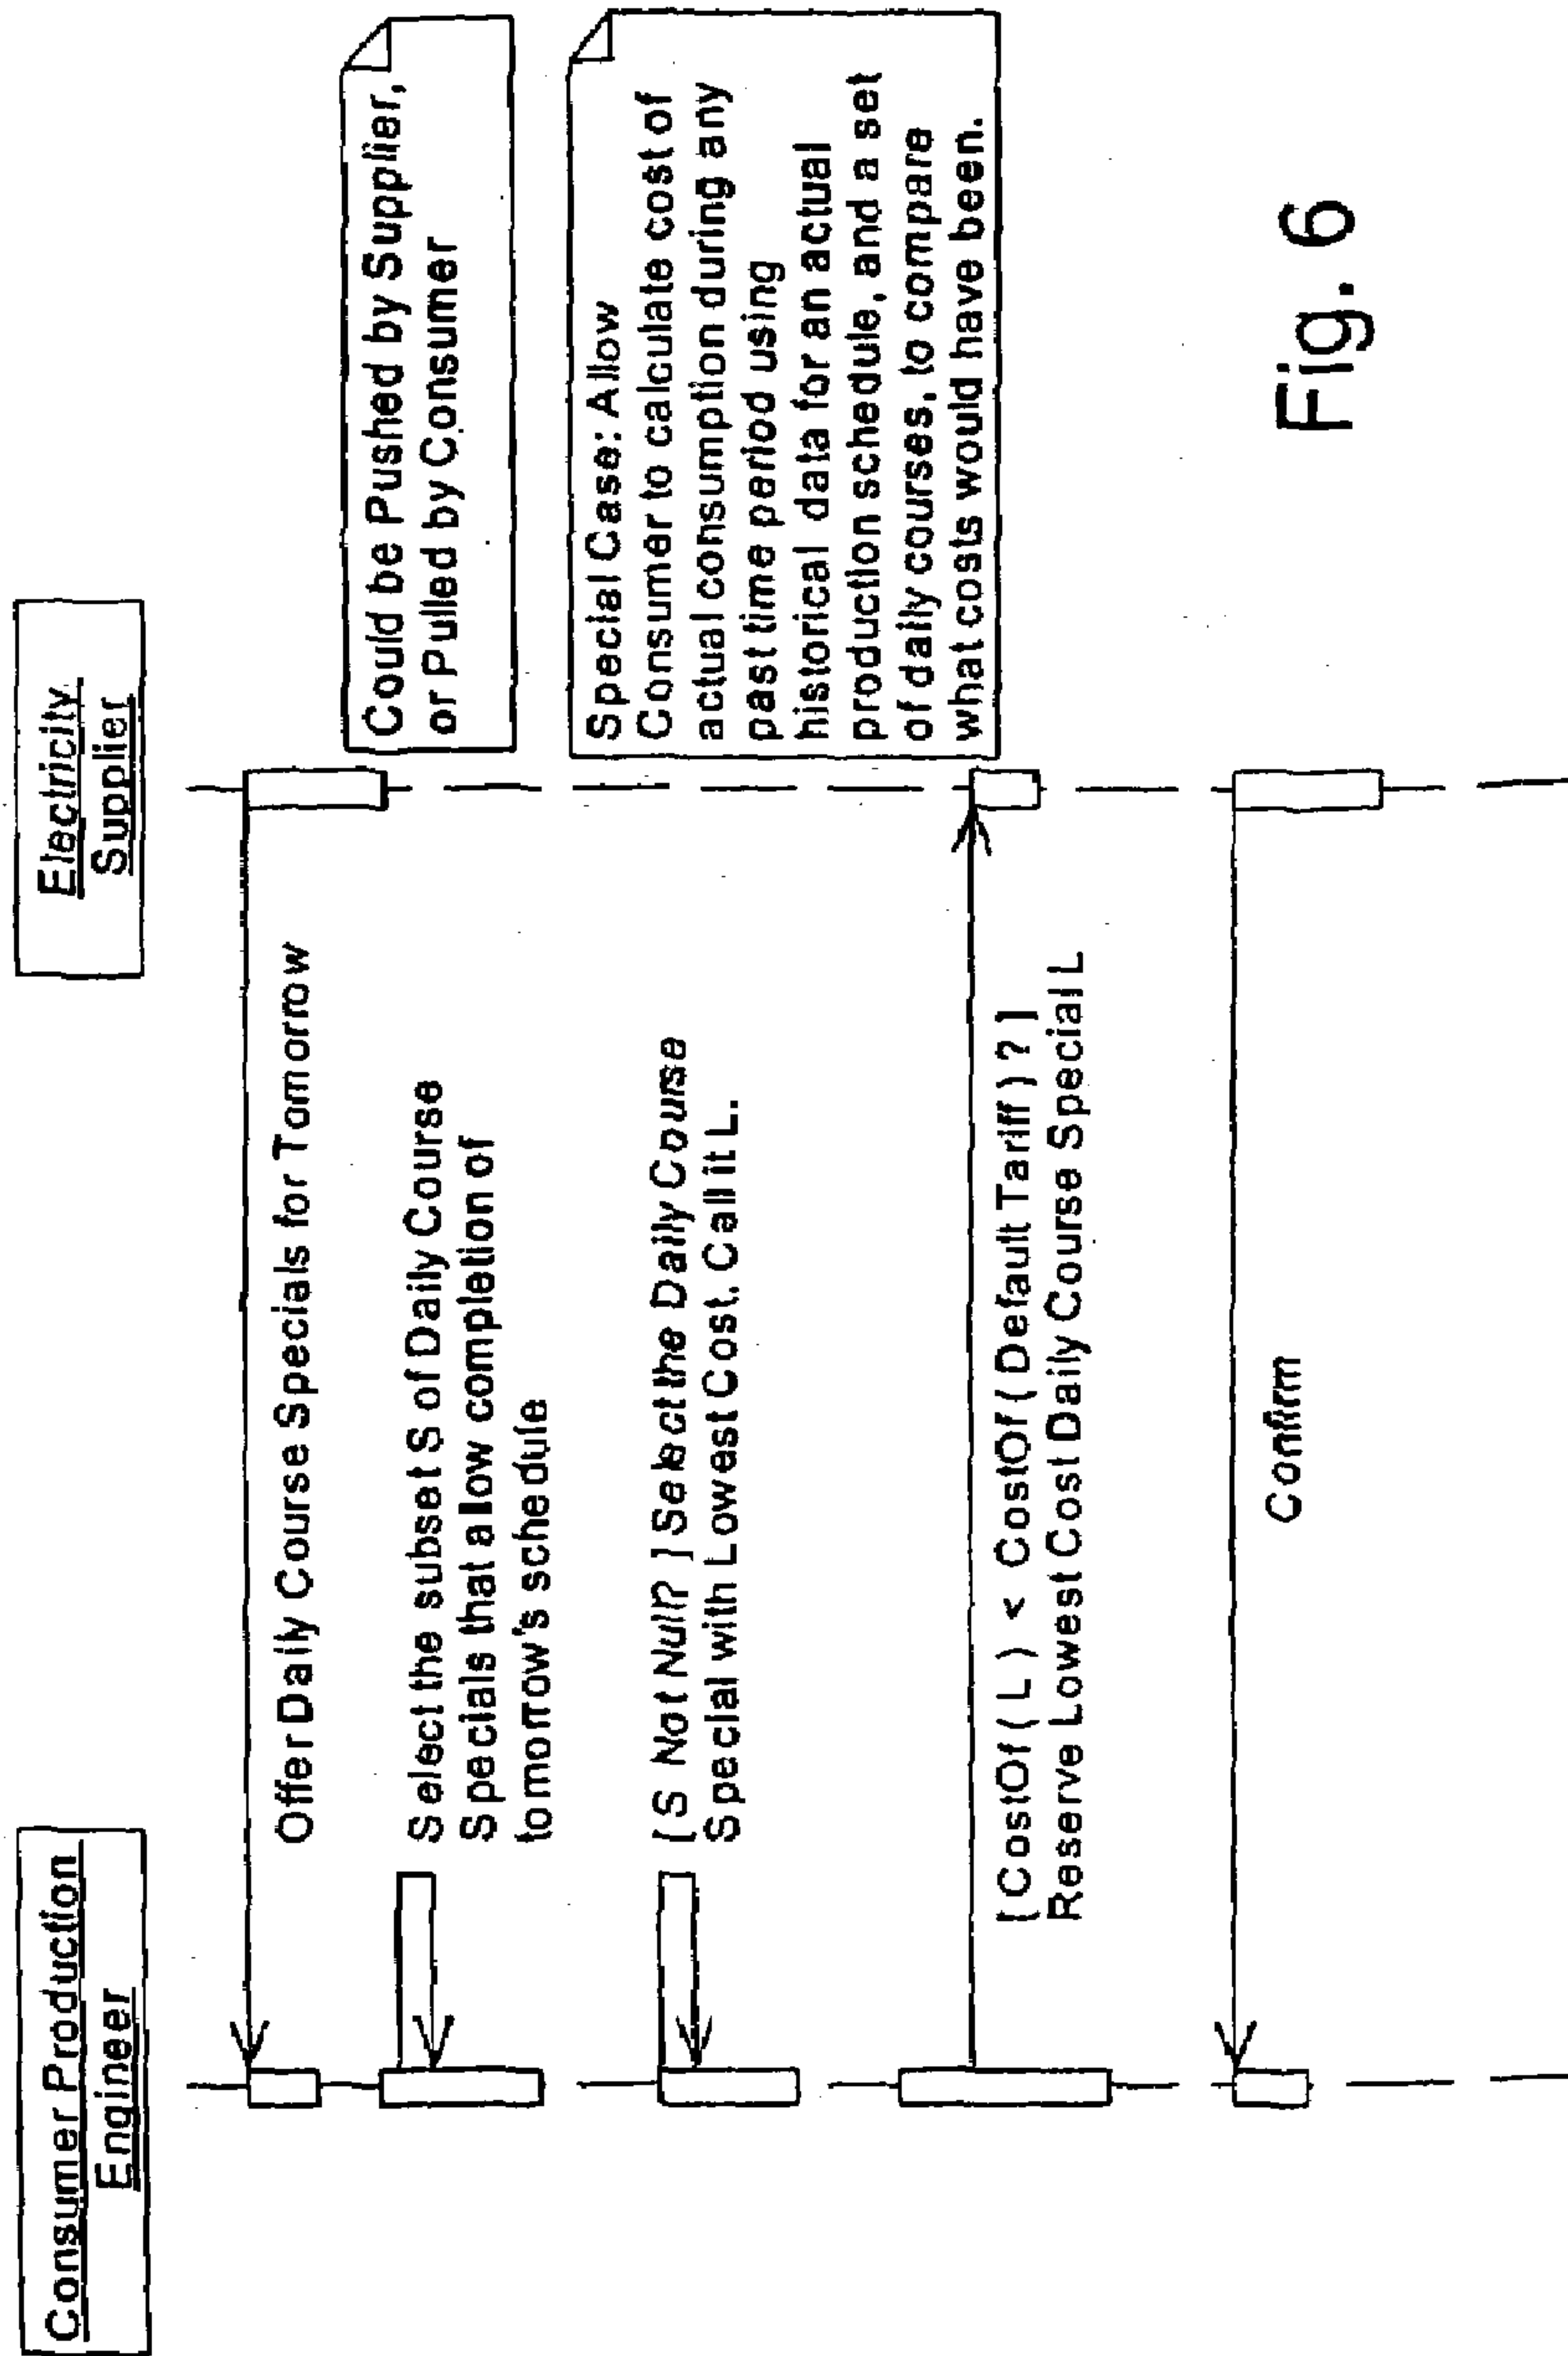 Consumer Production
Engineer
Electricity
Supplier
Offer Daily Course Specials for Tomorrow
Could be Pushed by Supplier,
or Pulled by Consumer
Select the subset S of Daily Course
Specials that allow completion of
tomorrow's schedule
[S Not Null? ] Select the Daily Course
Special with Lowest Cost. Call it L.
Special Case: Allow
Consumer to calculate cost of
actual consumption during any
past time period using
historical data for an actual
production schedule, and a set
of daily courses, to compare
what costs would have been.
[ CostOf ( L ) < CostOf ( Default Tariff ) ? ]
Reserve Lowest Cost Daily Course Special L
Confirm
Fig. 6